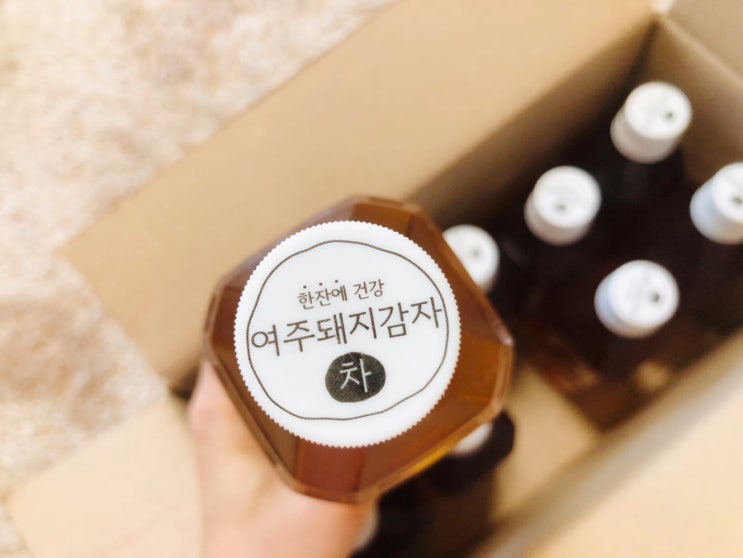 한잔에 건강
여주돼지감자
차